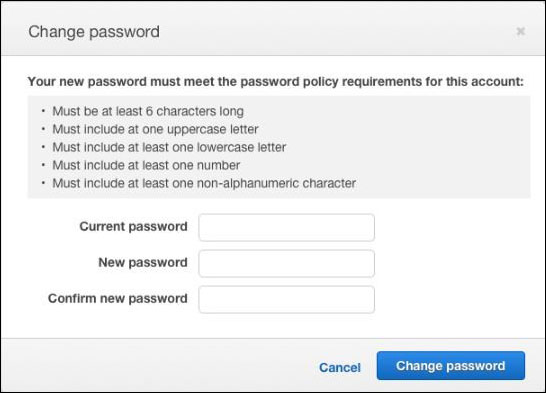 Change password
Your new password must meet the password policy requirements for this account:
• Must be at least 6 characters long
• Must include at one uppercase letter
• Must include at least one lowercase letter
• Must include at least one number
• Must include at least one non-alphanumeric character
Current password
New password
Confirm new password
Cancel Change password